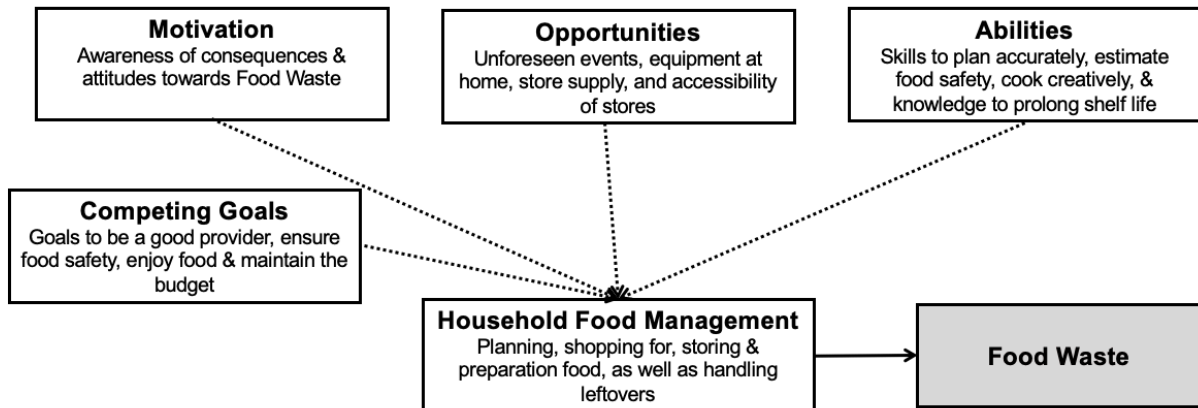 Motivation
Awareness of consequences &
attitudes towards Food Waste
Opportunities
Unforeseen events, equipment at
home, store supply, and accessibility
of stores
Abilities
Skills to plan accurately, estimate
food safety, cook creatively, &
knowledge to prolong shelf life
Competing Goals
Goals to be a good provider, ensure
food safety, enjoy food & maintain the
budget
Household Food Management
Planning, shopping for, storing &
preparation food, as well as handling
leftovers
Food Waste